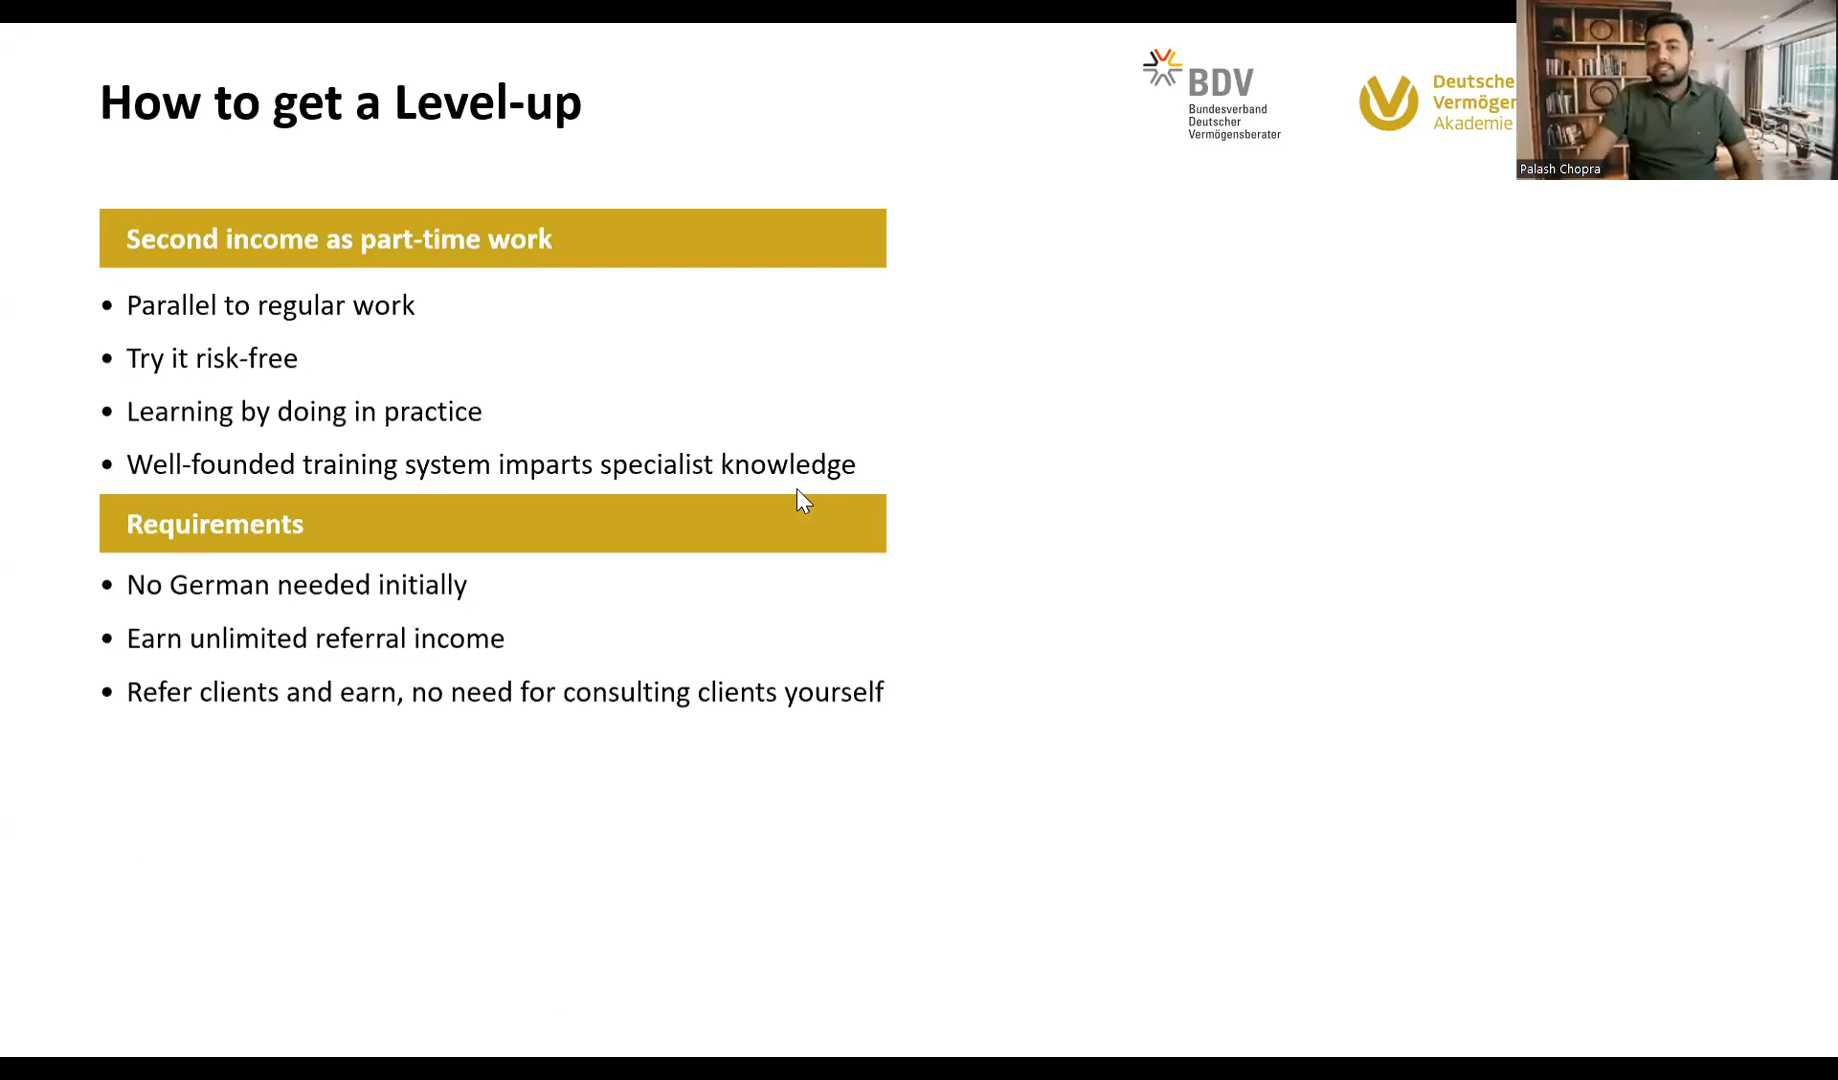 How to get a Level-up
BDV
Bundesverband
Deutscher
Vermögensberater
Deutsche
Vermöger
Akademie
Palash Chopra
Second income as part-time work
• Parallel to regular work
• Try it risk-free
• Learning by doing in practice
• Well-founded training system imparts specialist knowledge
Requirements
• No German needed initially
• Earn unlimited referral income
• Refer clients and earn, no need for consulting clients yourself